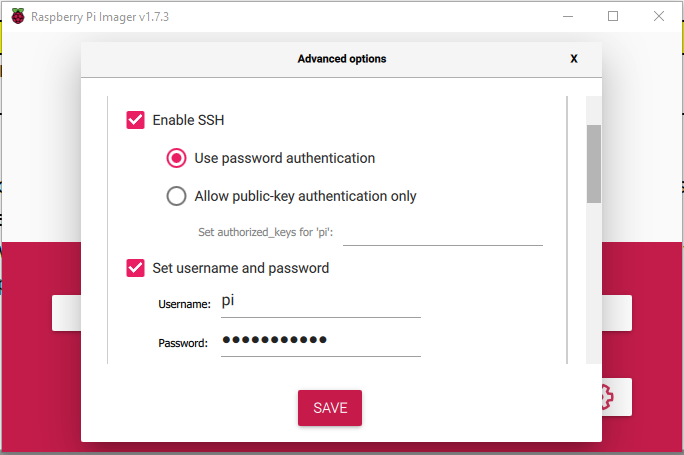 Raspberry Pi Imager v1.7.3
Advanced options X
Enable SSH
Use password authentication
Allow public-key authentication only
Set authorized_keys for 'pi':
Set username and password
Username: pi
Password: ●●●●●●●●●●●
SAVE